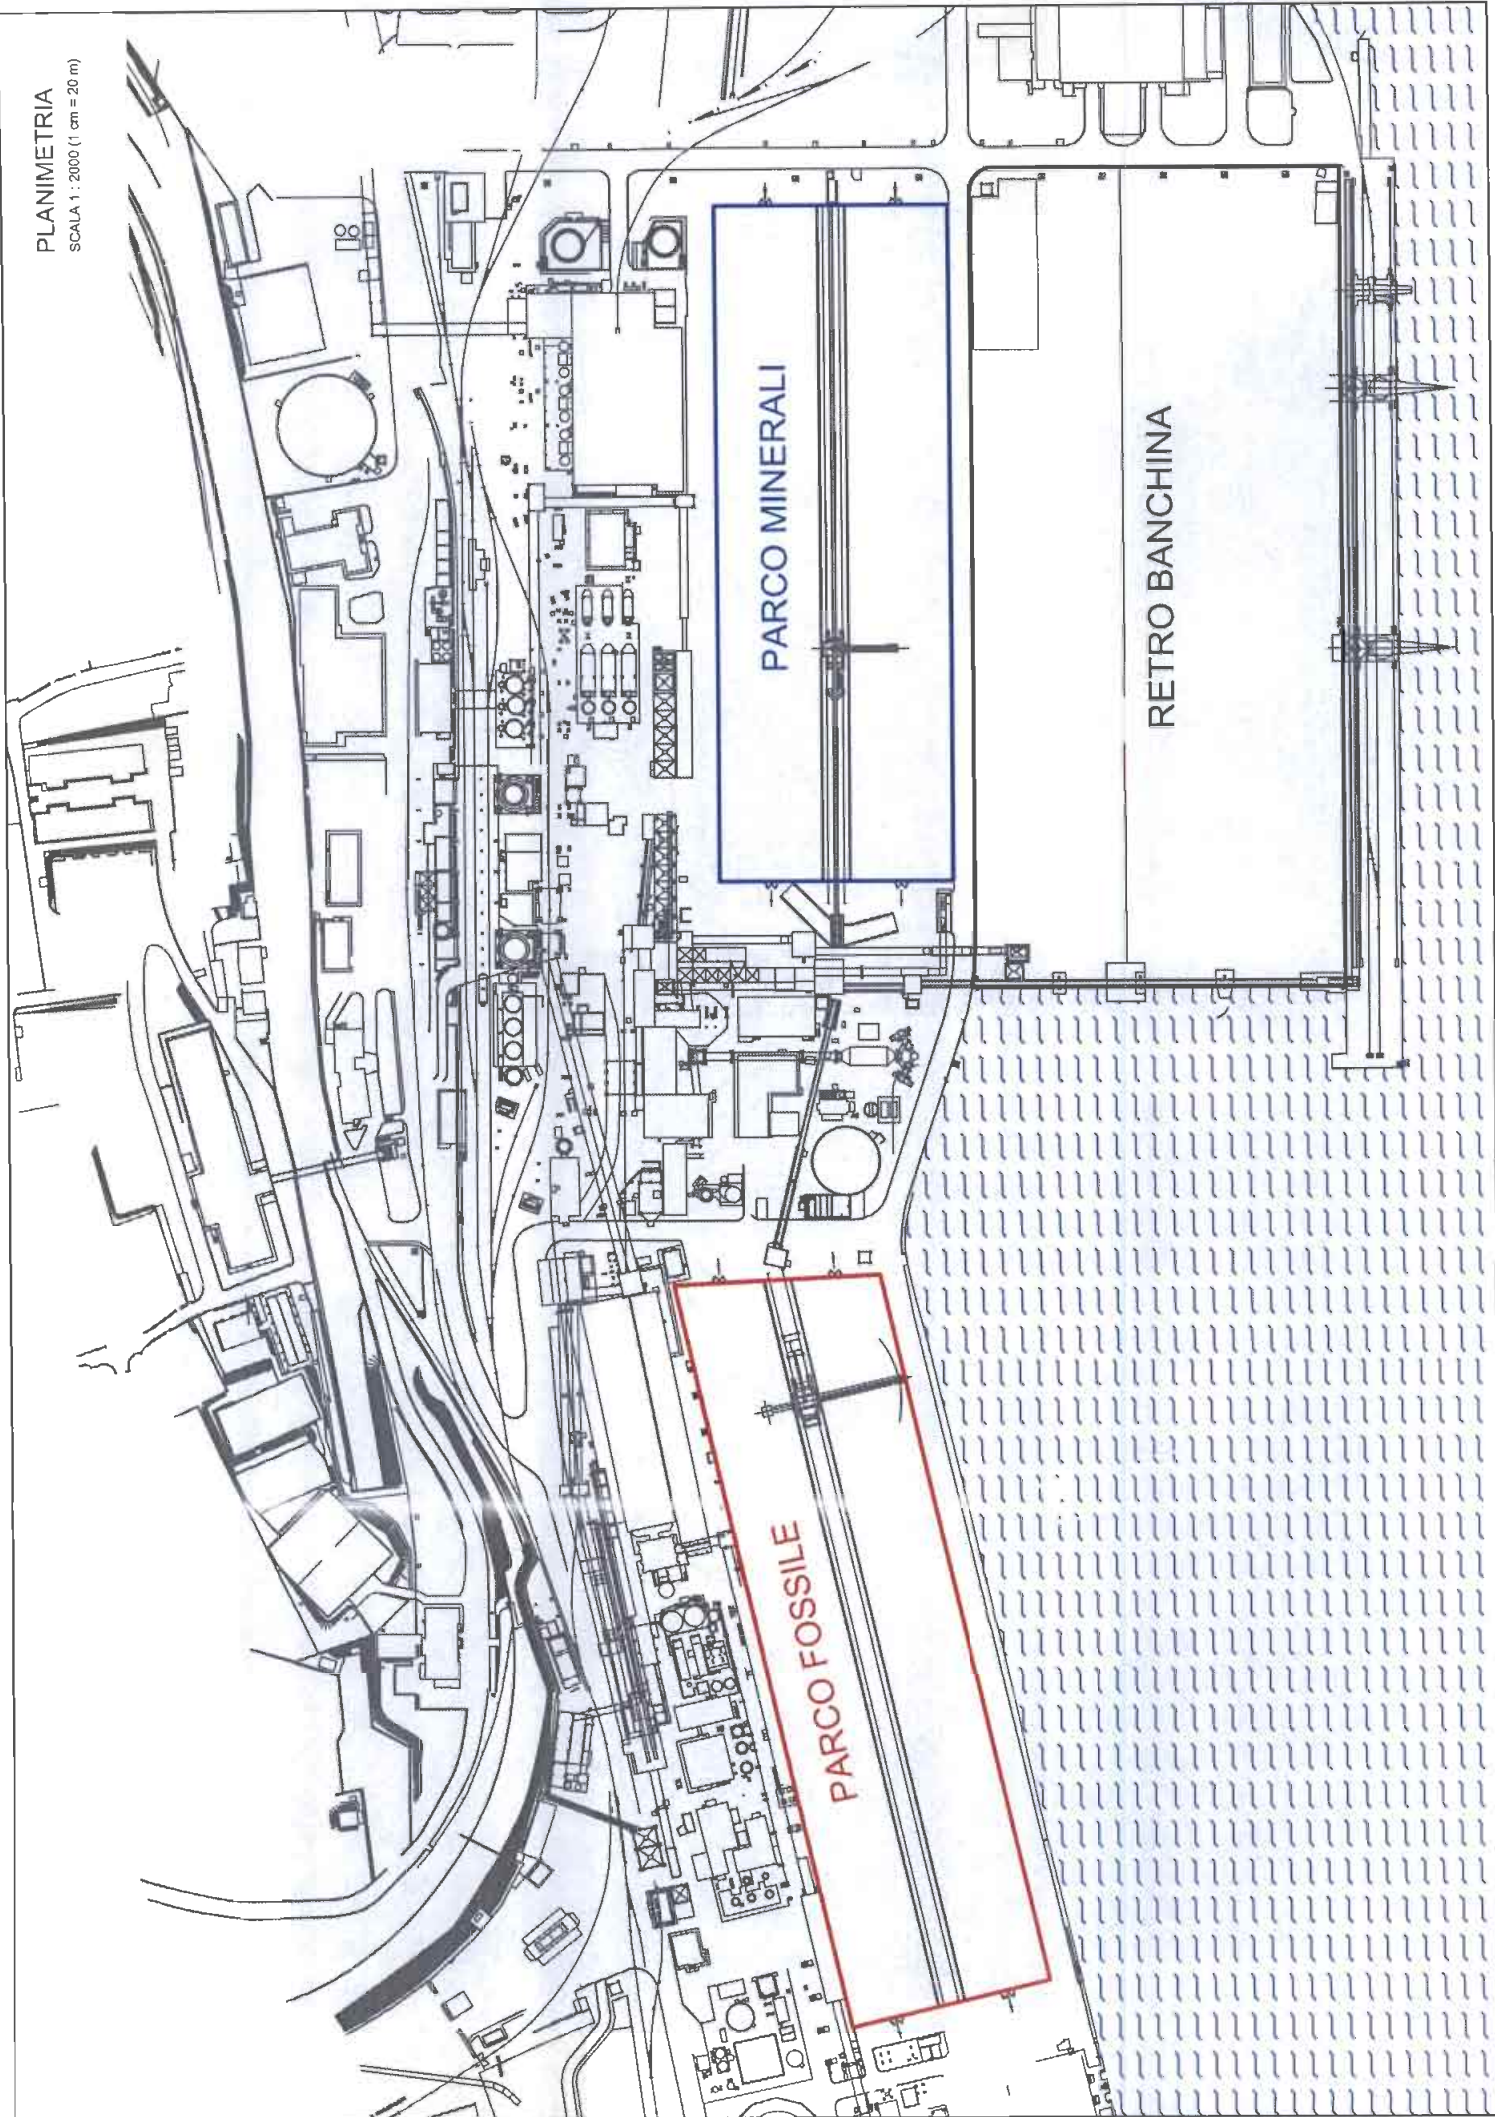 PLANIMETRIA
SCALA 1 : 2000 (1 cm = 20 m)
PARCO MINERALI
RETRO BANCHINA
PARCO FOSSILE